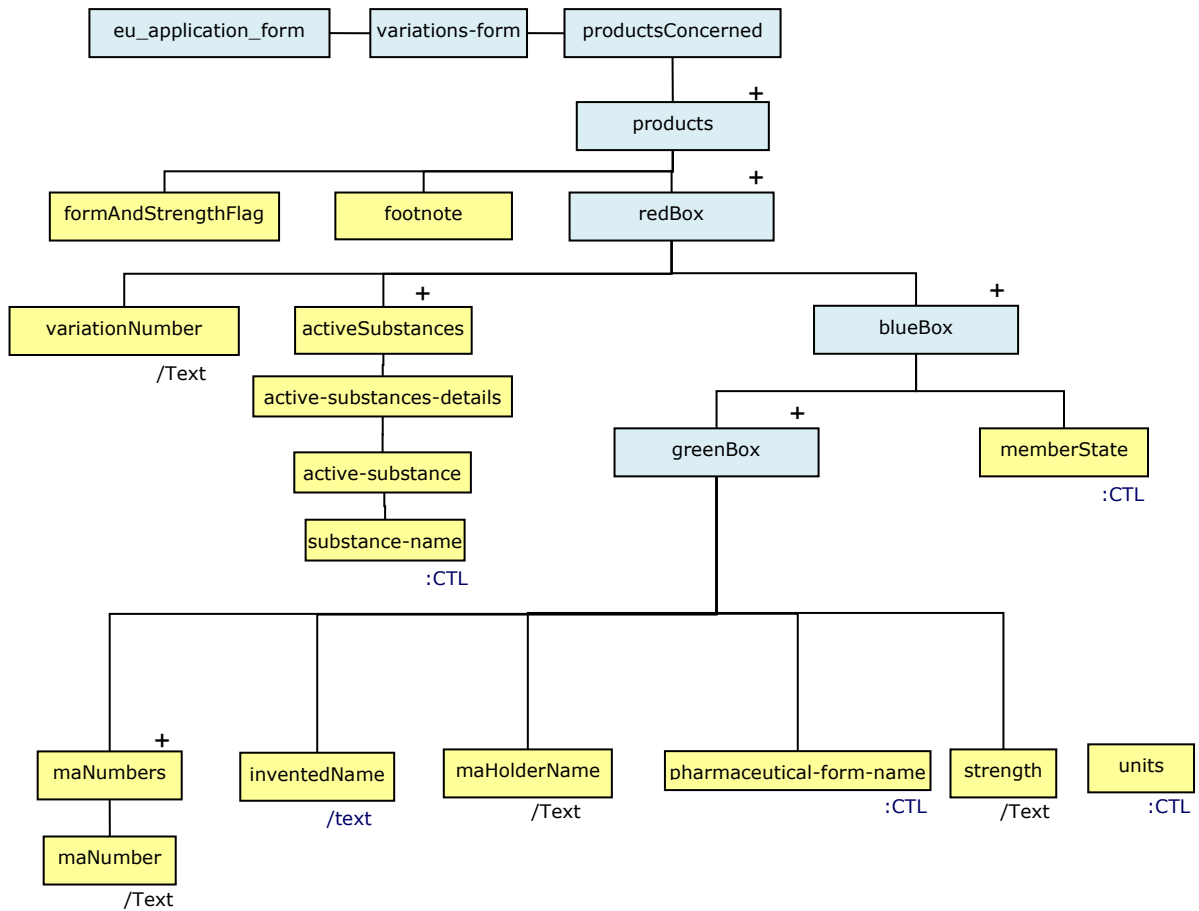 eu_application_form
variations-form
productsConcerned
+
products
+
formAndStrengthFlag
footnote
redBox
+
+
variationNumber
activeSubstances
blueBox
/Text
active-substances-details
+
greenBox
memberState
active-substance
:CTL
substance-name
:CTL
+
maNumbers
inventedName
maHolderName
pharmaceutical-form-name
strength
units
/text
/Text
:CTL
/Text
:CTL
maNumber
/Text